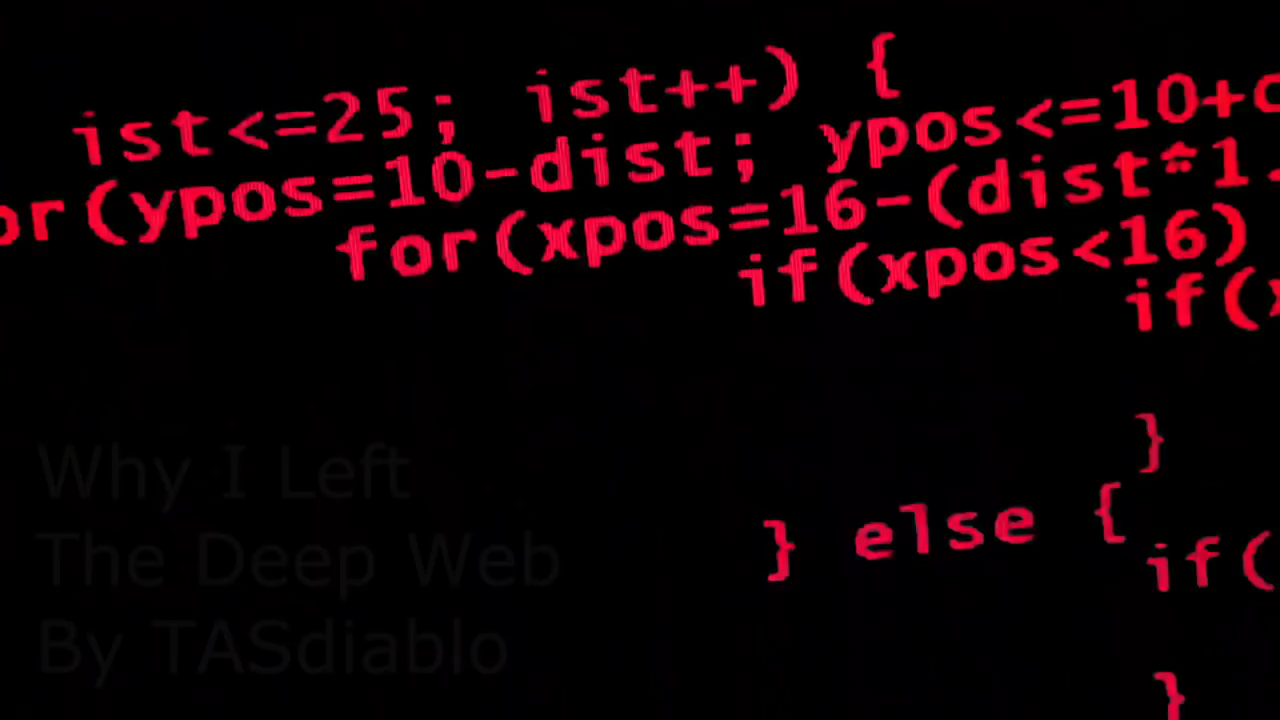 ist<=25; ist++) {
or(ypos=10-dist; ypos<=10+
for(xpos=16-(dist*1.
if(xpos<16)
if(
}
} else {
if(
}
Why I Left
The Deep Web
By TASdiablo